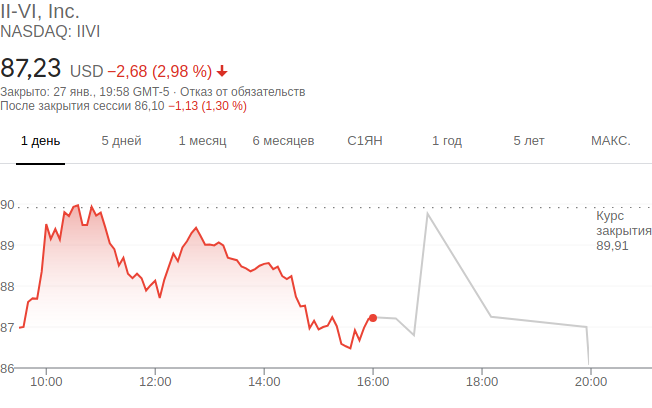 II-VI, Inc.
NASDAQ: IIVI
87,23 USD −2,68 (2,98 %)
Закрыто: 27 янв., 19:58 GMT-5 · Отказ от обязательств
После закрытия сессии 86,10 −1,13 (1,30 %)
1 день 5 дней 1 месяц 6 месяцев С1ЯН 1 год 5 лет МАКС.
90
Курс
закрытия
89,91
89
88
87
86
10:00 12:00 14:00 16:00 18:00 20:00